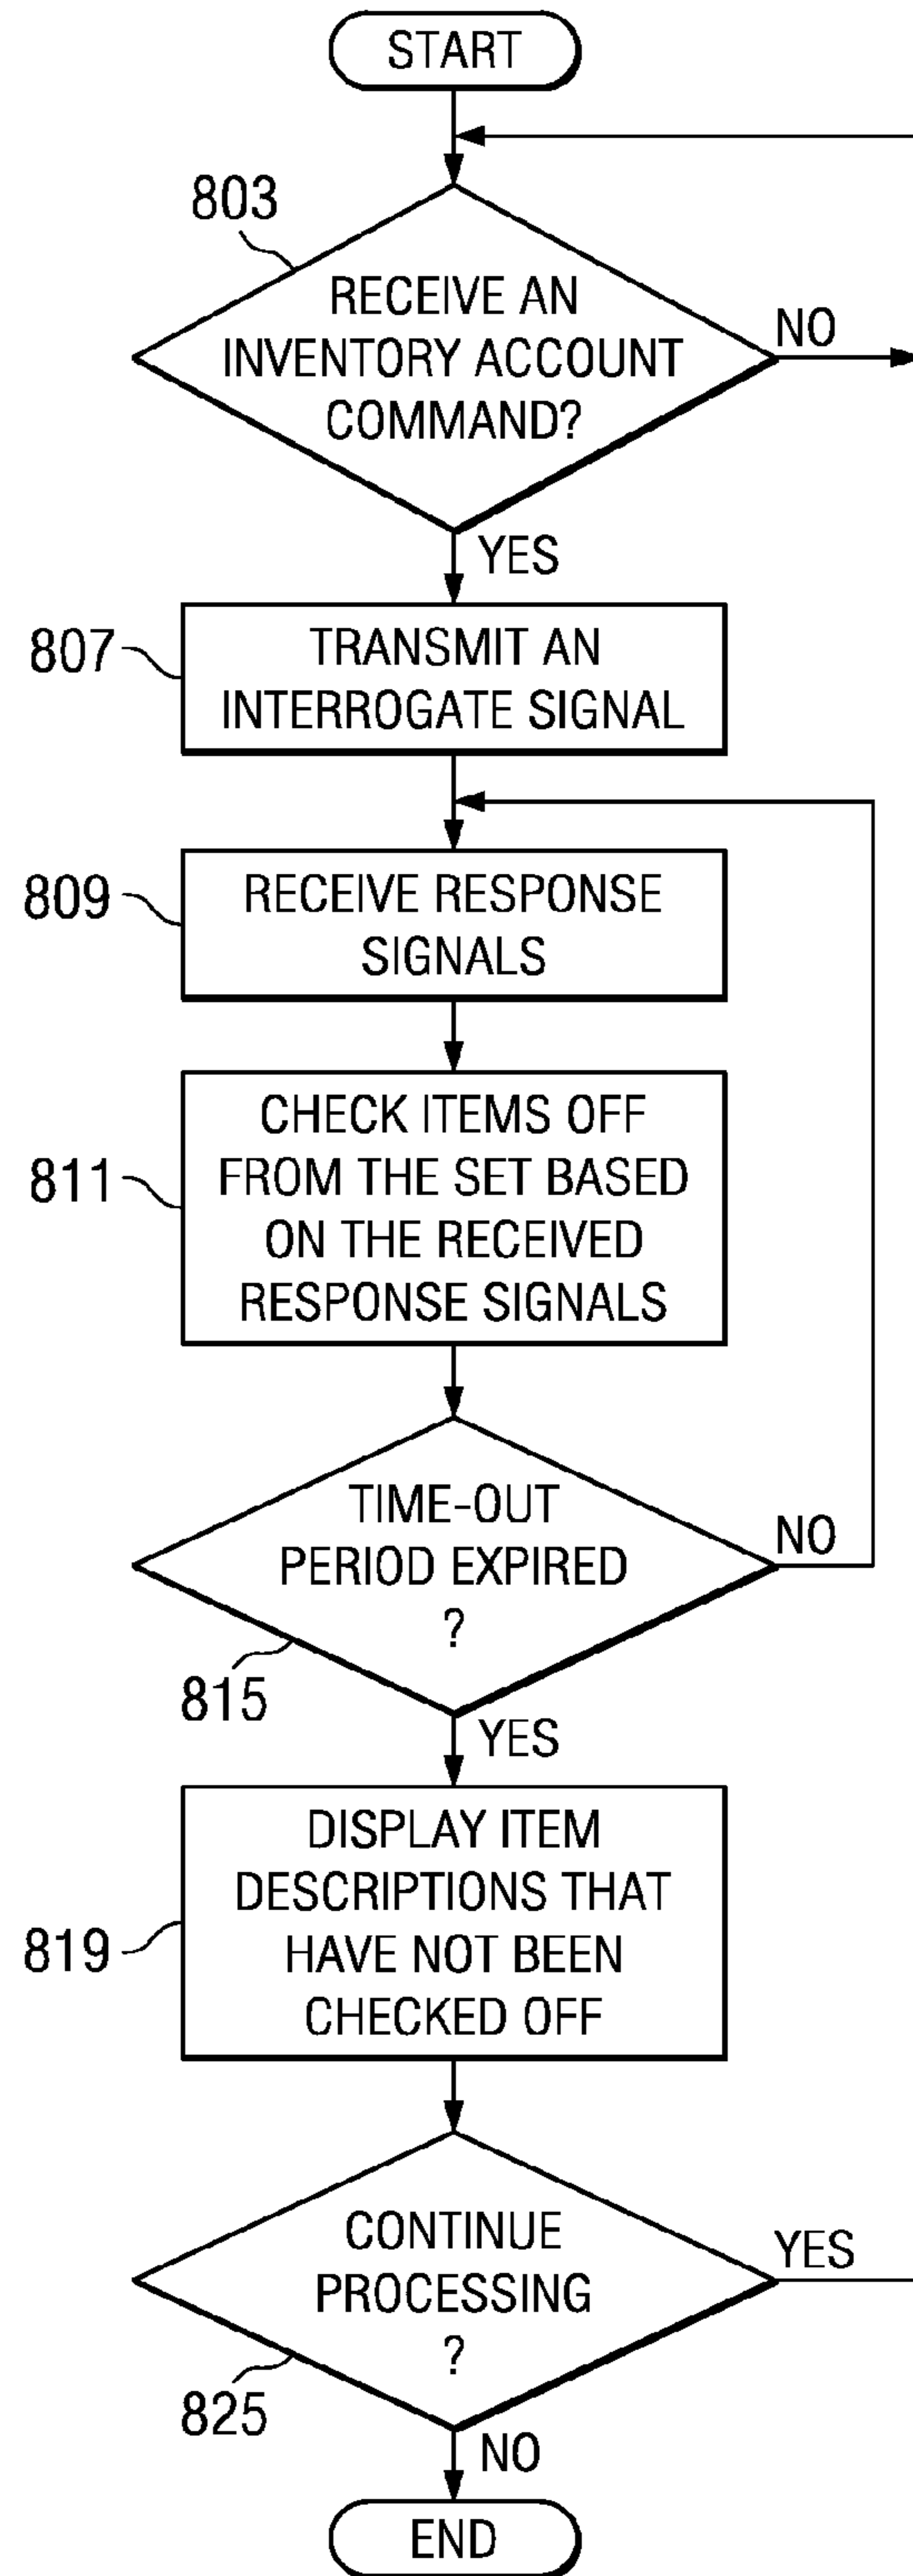 START
803
RECEIVE AN
INVENTORY ACCOUNT
COMMAND?
NO
YES
807
TRANSMIT AN
INTERROGATE SIGNAL
809
RECEIVE RESPONSE
SIGNALS
811
CHECK ITEMS OFF
FROM THE SET BASED
ON THE RECEIVED
RESPONSE SIGNALS
TIME-OUT
PERIOD EXPIRED
?
NO
815
YES
819
DISPLAY ITEM
DESCRIPTIONS THAT
HAVE NOT BEEN
CHECKED OFF
CONTINUE
PROCESSING
?
YES
825
NO
END